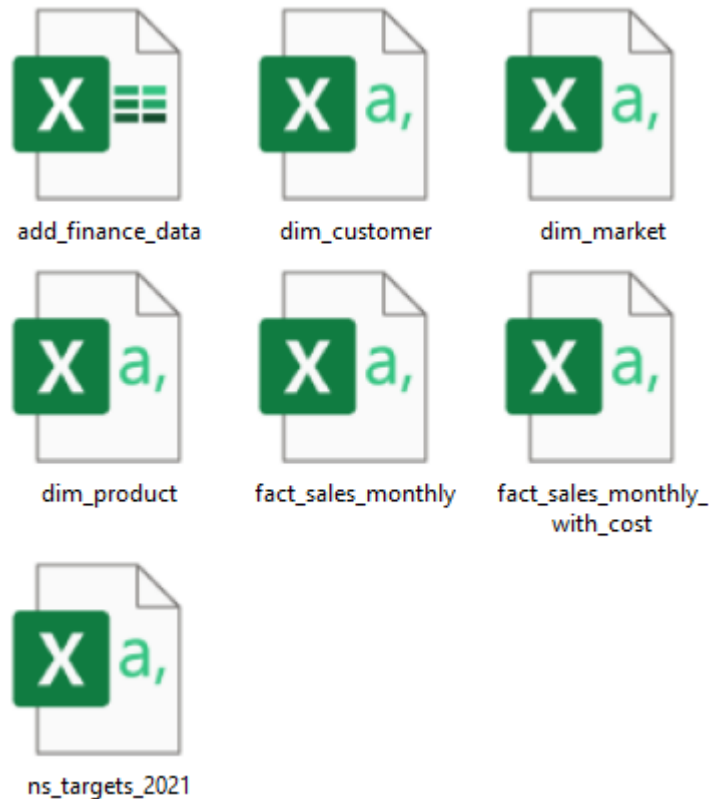 X
X a,
X a,
add_finance_data
dim_customer
dim_market
X a,
X a,
X a,
dim_product
fact_sales_monthly
fact_sales_monthly_
with_cost
X a,
ns_targets_2021